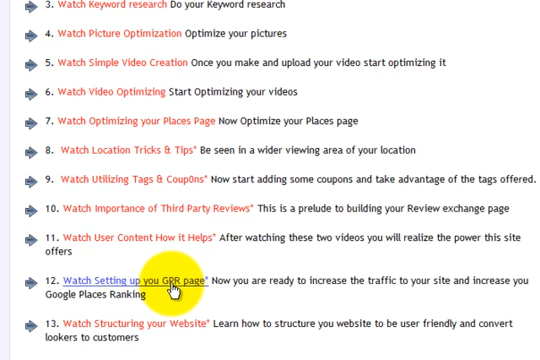 3. Watch Keyword research Do your Keyword research
4. Watch Picture Optimization Optimize your pictures
5. Watch Simple Video Creation Once you make and upload your video start optimizing it
6. Watch Video Optimizing Start Optimizing your videos
7. Watch Optimizing your Places Page Now Optimize your Places page
8. Watch Location Tricks & Tips* Be seen in a wider viewing area of your location
9. Watch Utilizing Tags & Coup0ns* Now start adding some coupons and take advantage of the tags offered.
10. Watch Importance of Third Party Reviews* This is a prelude to building your Review exchange page
11. Watch User Content How it Helps* After watching these two videos you will realize the power this site
offers
12. Watch Setting up you GPR page* Now you are ready to increase the traffic to your site and increase you
Google Places Ranking
13. Watch Structuring your Website* Learn how to structure you website to be user friendly and convert
lookers to customers